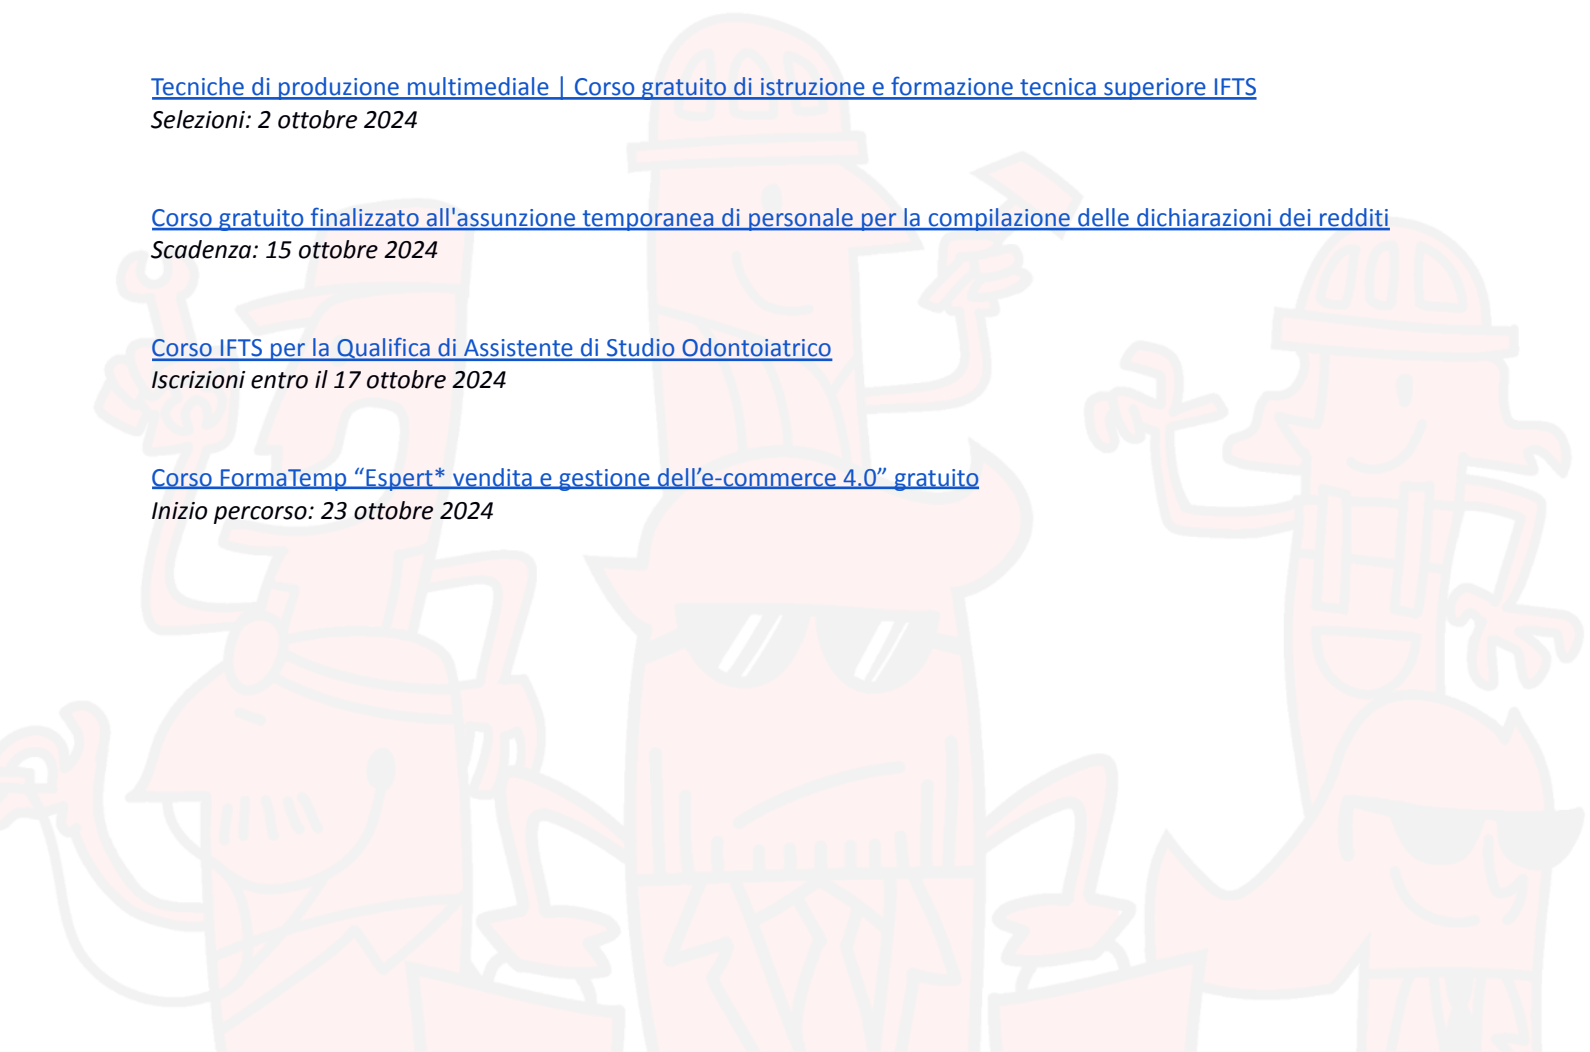 Tecniche di produzione multimediale | Corso gratuito di istruzione e formazione tecnica superiore IFTS
Selezioni: 2 ottobre 2024
Corso gratuito finalizzato all'assunzione temporanea di personale per la compilazione delle dichiarazioni dei redditi
Scadenza: 15 ottobre 2024
Corso IFTS per la Qualifica di Assistente di Studio Odontoiatrico
Iscrizioni entro il 17 ottobre 2024
Corso FormaTemp “Espert* vendita e gestione dell’e-commerce 4.0” gratuito
Inizio percorso: 23 ottobre 2024